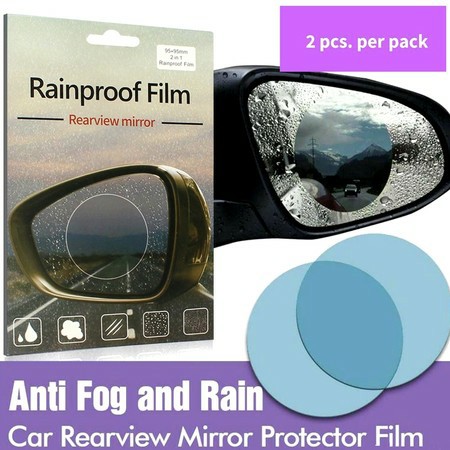 2 pcs. per pack
95*95mm
2 in 1
Rainproof Film
Rainproof Film
Rearview mirror
Anti Fog and Rain
Car Rearview Mirror Protector Film